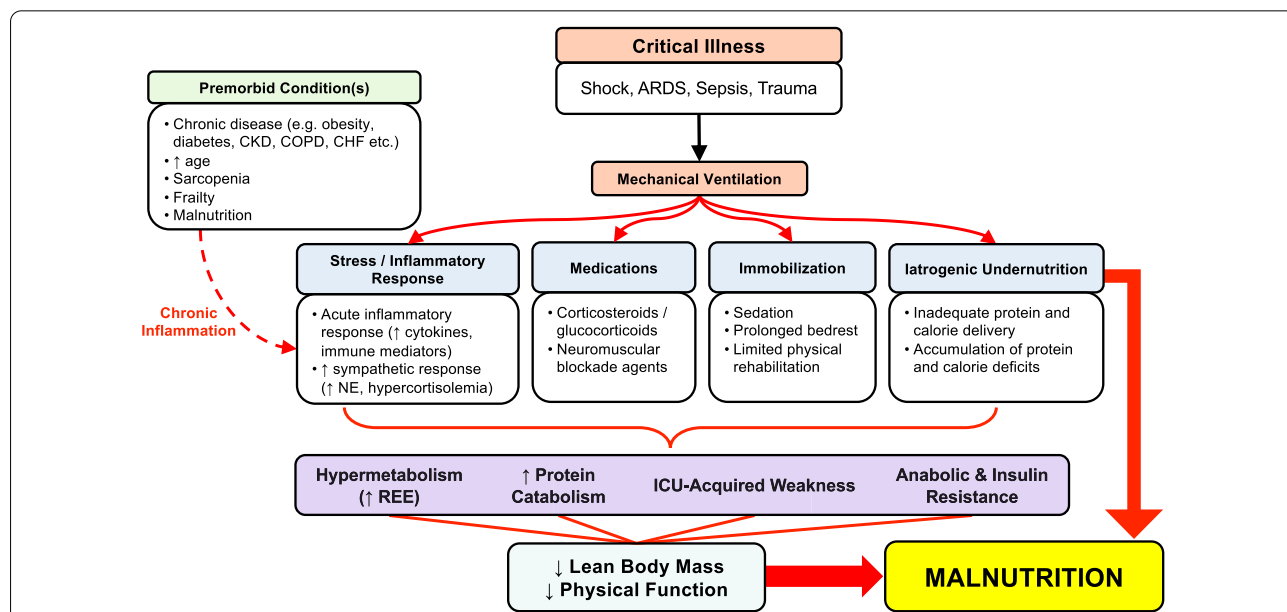 Critical Illness
Shock, ARDS, Sepsis, Trauma
Premorbid Condition(s)
• Chronic disease (e.g. obesity,
diabetes, CKD, COPD, CHF etc.)
• ↑ age
• Sarcopenia
• Frailty
• Malnutrition
Mechanical Ventilation
Chronic
Inflammation
Stress / Inflammatory
Response
• Acute inflammatory
response (↑ cytokines,
immune mediators)
• ↑ sympathetic response
(↑ NE, hypercortisolemia)
Medications
• Corticosteroids /
glucocorticoids
• Neuromuscular
blockade agents
Immobilization
• Sedation
• Prolonged bedrest
• Limited physical
rehabilitation
Iatrogenic Undernutrition
• Inadequate protein and
calorie delivery
• Accumulation of protein
and calorie deficits
Hypermetabolism
(↑ REE)
↑ Protein
Catabolism
ICU-Acquired Weakness
Anabolic & Insulin
Resistance
↓ Lean Body Mass
↓ Physical Function
MALNUTRITION